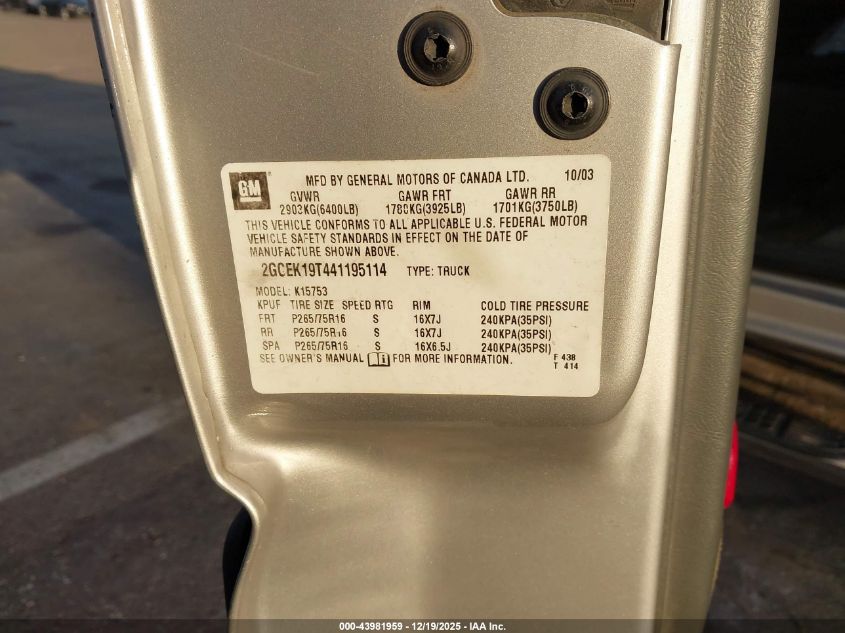 GM
MFD BY GENERAL MOTORS OF CANADA LTD. 10/03
GVWR GAWR FRT GAWR RR
2903KG(6400LB) 1780KG(3925LB) 1701KG(3750LB)
THIS VEHICLE CONFORMS TO ALL APPLICABLE U.S. FEDERAL MOTOR
VEHICLE SAFETY STANDARDS IN EFFECT ON THE DATE OF
MANUFACTURE SHOWN ABOVE.
2GCEK19T441195114 TYPE: TRUCK
MODEL: K15753
KPUF TIRE SIZE SPEED RTG RIM COLD TIRE PRESSURE
FRT P265/75R16 S 16X7J 240KPA(35PSI)
RR P265/75R16 S 16X7J 240KPA(35PSI)
SPA P265/75R16 S 16X6.5J 240KPA(35PSI)
SEE OWNER'S MANUAL FOR MORE INFORMATION. F 438
T 414
000-43981959 - 12/19/2025 - IAA Inc.